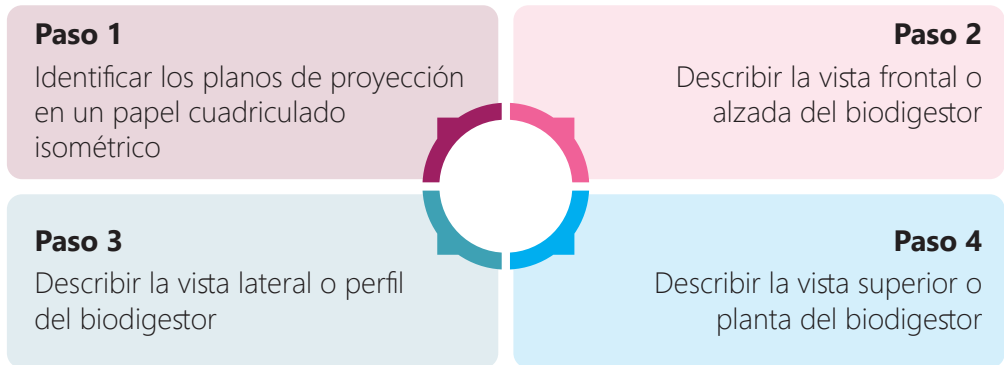 Paso 1
Identificar los planos de proyección
en un papel cuadriculado
isométrico
Paso 2
Describir la vista frontal o
alzada del biodigestor
Paso 3
Describir la vista lateral o perfil
del biodigestor
Paso 4
Describir la vista superior o
planta del biodigestor